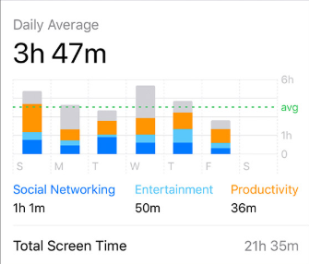 Daily Average
3h 47m
6h
avg
1h
0
S M T W T F S
Social Networking Entertainment Productivity
1h 1m 50m 36m
Total Screen Time 21h 35m